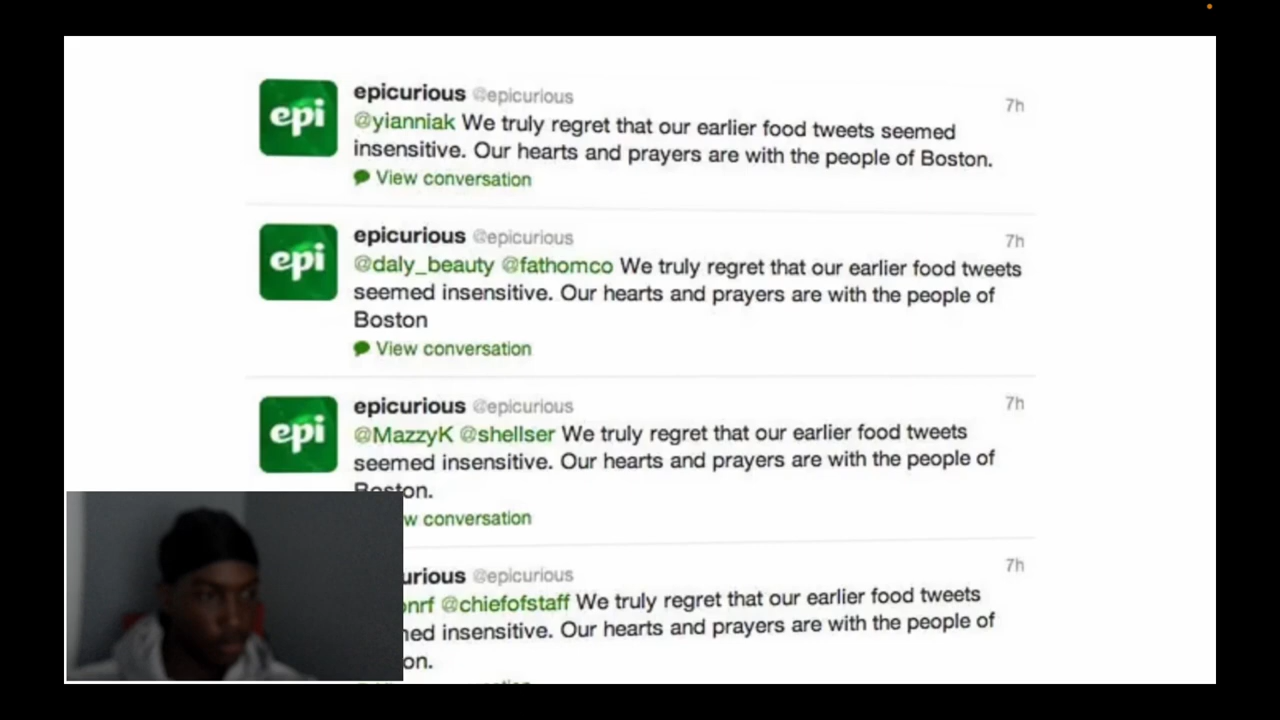 epi
epicurious @epicurious 7h
@yianniak We truly regret that our earlier food tweets seemed
insensitive. Our hearts and prayers are with the people of Boston.
View conversation
epi
epicurious @epicurious 7h
@daly_beauty @fathomco We truly regret that our earlier food tweets
seemed insensitive. Our hearts and prayers are with the people of
Boston
View conversation
epi
epicurious @epicurious 7h
@MazzyK @shellser We truly regret that our earlier food tweets
seemed insensitive. Our hearts and prayers are with the people of
Boston.
conversation
@epicurious 7h
@chiefofstaff We truly regret that our earlier food tweets
insensitive. Our hearts and prayers are with the people of